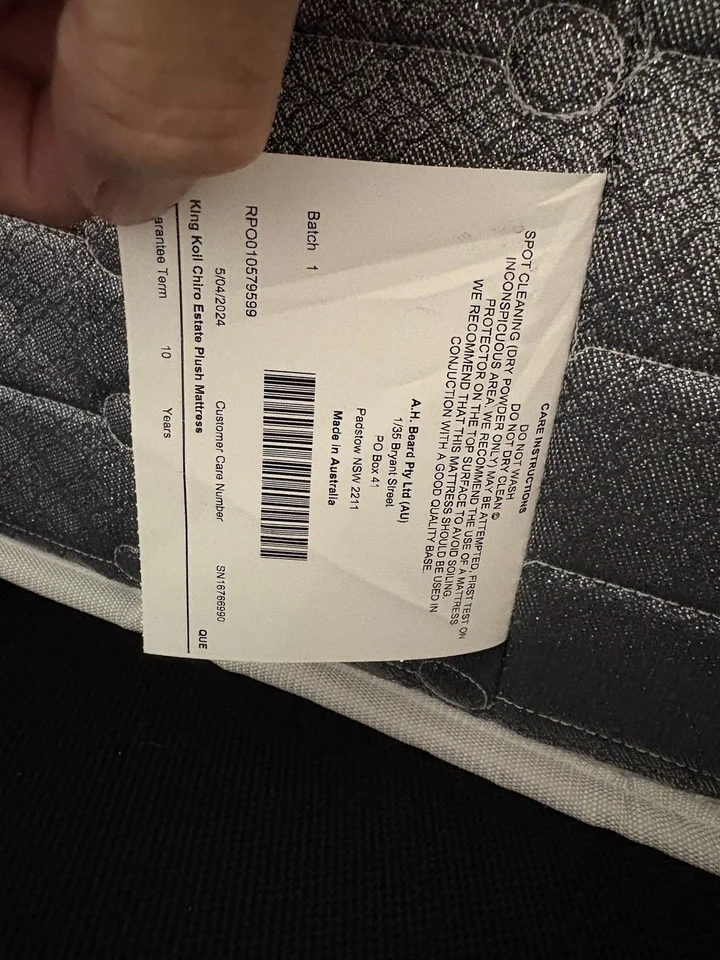 CARE INSTRUCTIONS
DO NOT WASH
DO NOT DRY CLEAN
SPOT CLEANING (DRY POWDER ONLY) MAY BE ATTEMPTED, FIRST TEST ON
INCONSPICUOUS AREA. WE RECOMMEND THE USE OF A MATTRESS
PROTECTOR ON THE TOP SURFACE TO AVOID SOILING.
WE RECOMMEND THAT THIS MATTRESS SHOULD BE USED IN
CONJUCTION WITH A GOOD QUALITY BASE.
A.H. Beard Pty Ltd (AU)
1/35 Bryant Street
PO Box 41
Padstow NSW 2211
Made in Australia
Batch 1
RPO010579599
5/04/2024 Customer Care Number SN16766990
King Koil Chiro Estate Plush Mattress QUE
arantee Term 10 Years